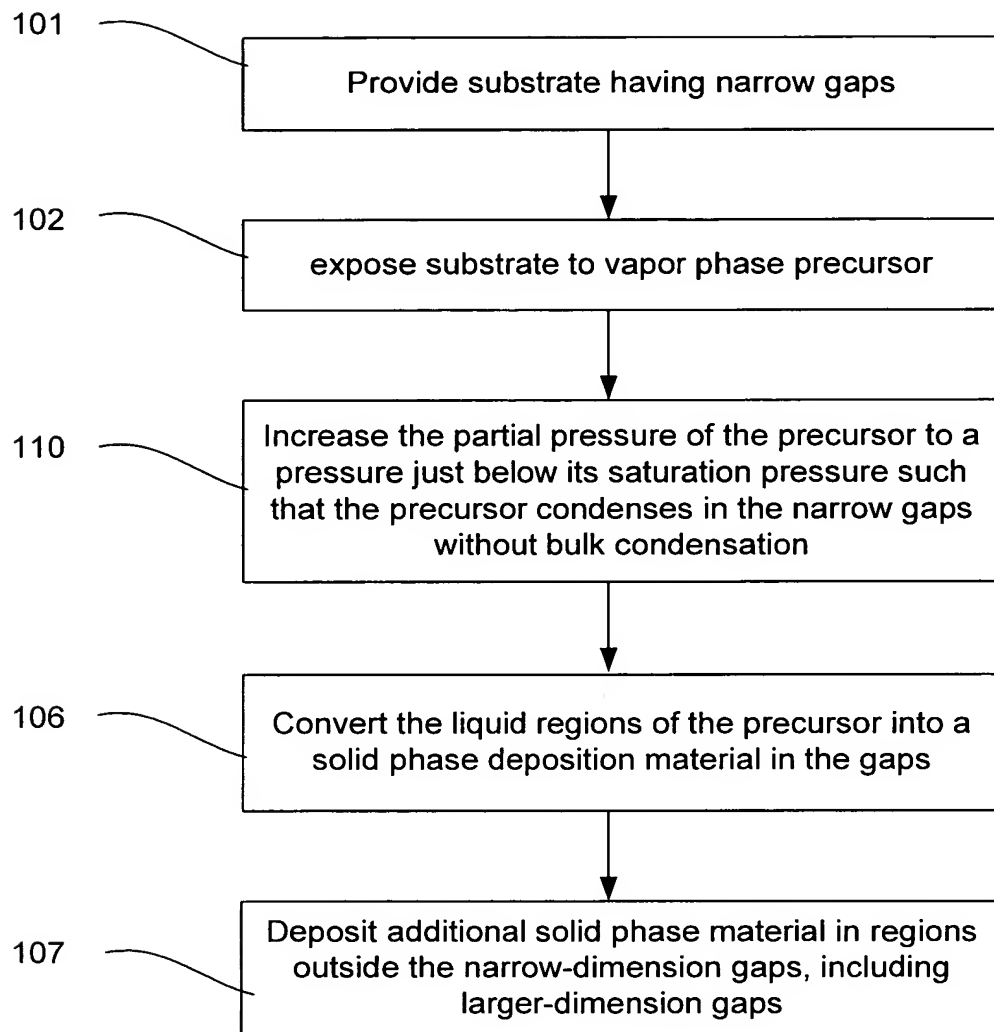 101
Provide substrate having narrow gaps
102
expose substrate to vapor phase precursor
110
Increase the partial pressure of the precursor to a
pressure just below its saturation pressure such
that the precursor condenses in the narrow gaps
without bulk condensation
106
Convert the liquid regions of the precursor into a
solid phase deposition material in the gaps
107
Deposit additional solid phase material in regions
outside the narrow-dimension gaps, including
larger-dimension gaps